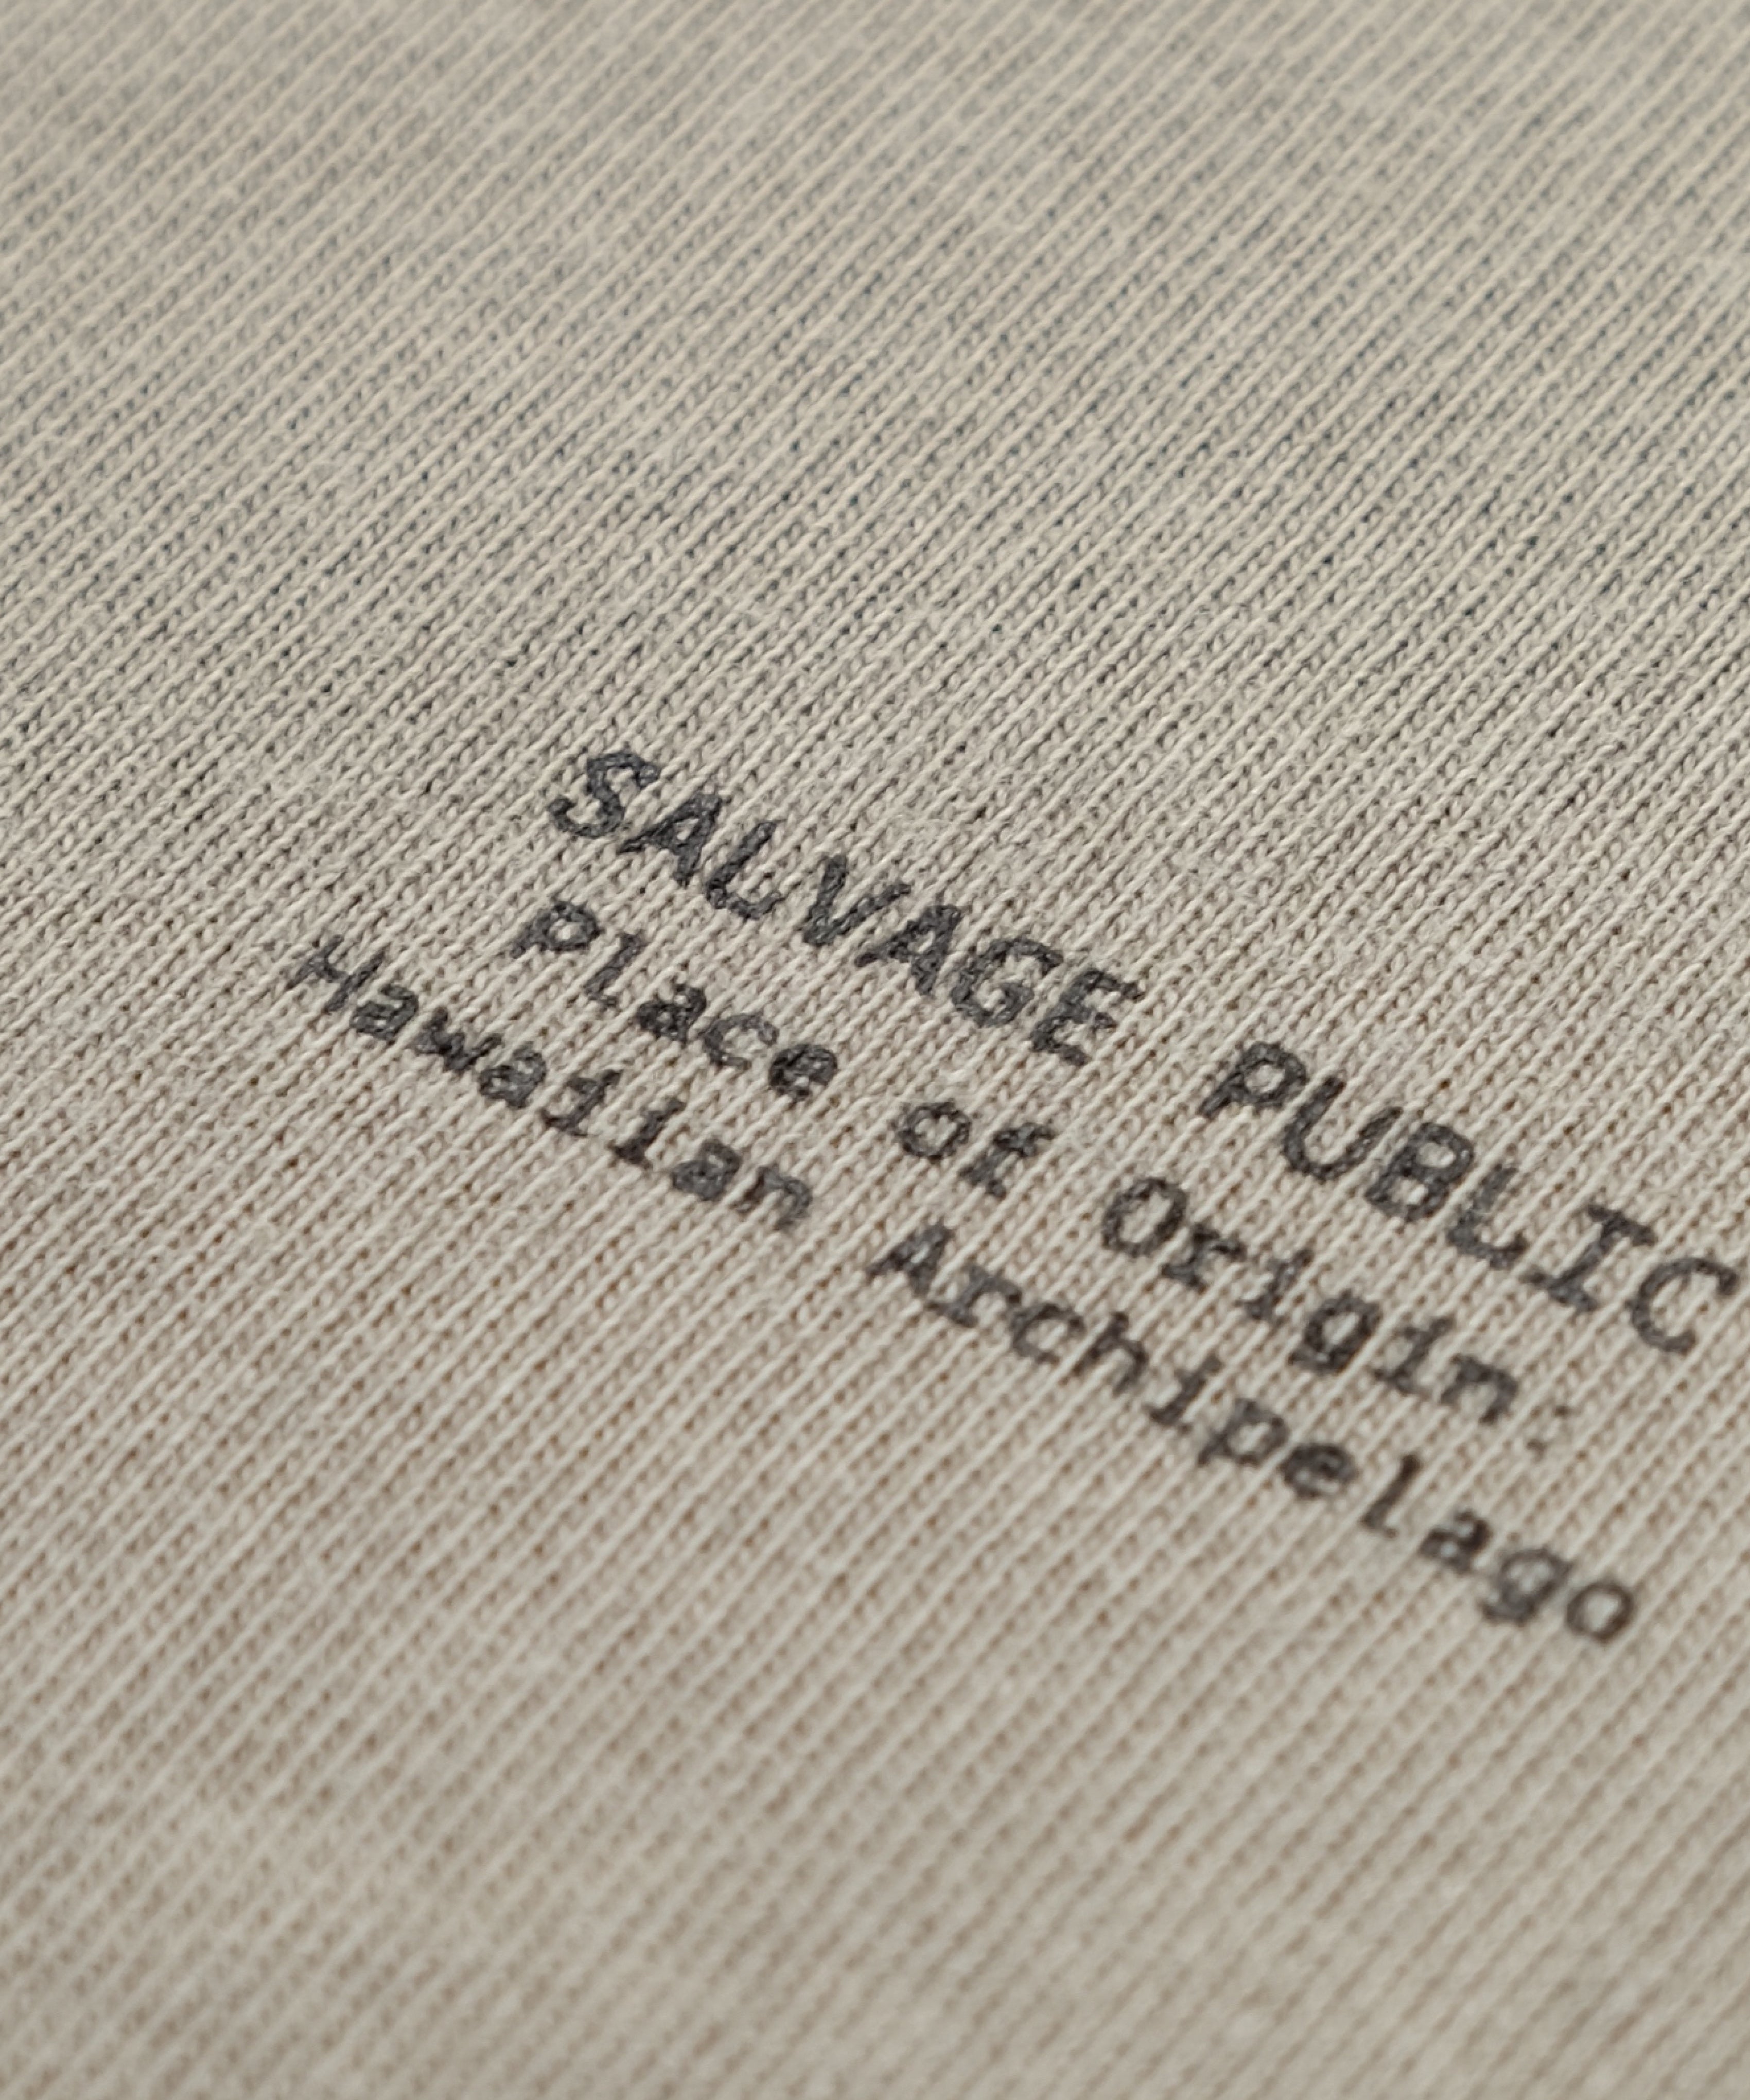 SALVAGE PUBLIC
Place of Origin:
Hawaiian Archipelago